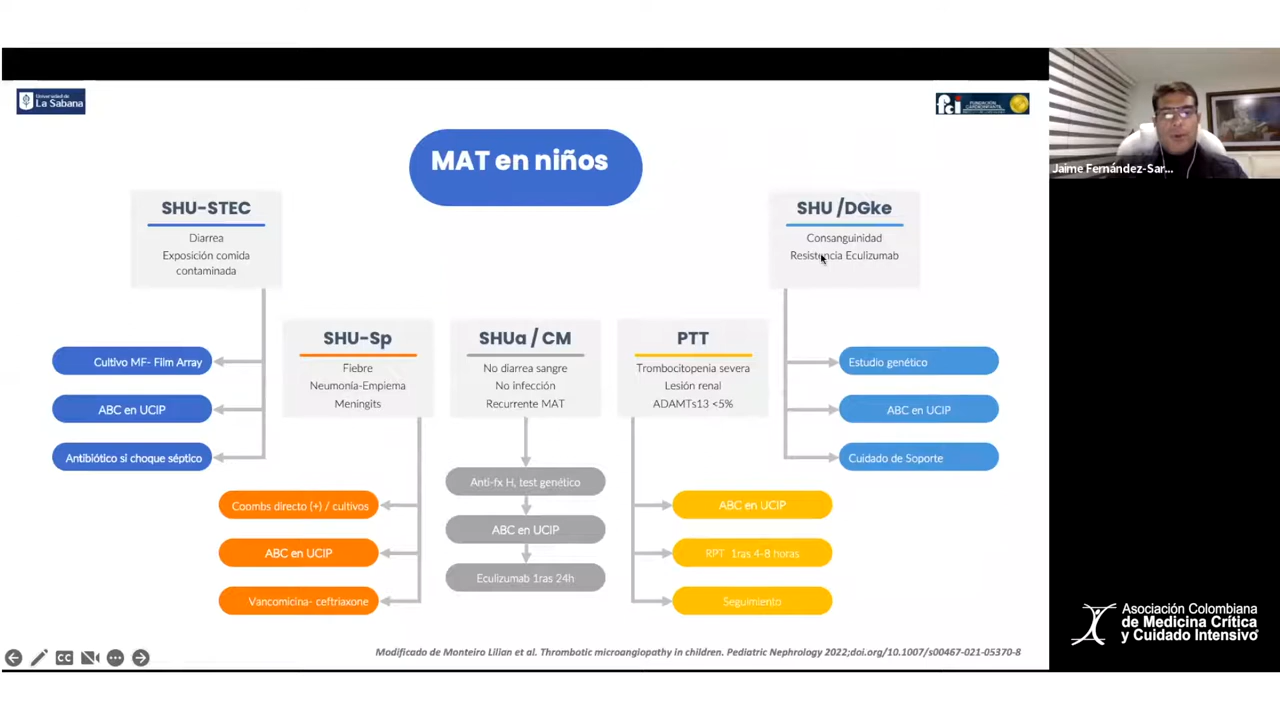 Universidad de
La Sabana
fci
FUNDACIÓN
CARDIOINFANTIL
MAT en niños
SHU-STEC
Diarrea
Exposición comida
contaminada
Cultivo MF- Film Array
ABC en UCIP
Antibiótico si choque séptico
SHU-Sp
Fiebre
Neumonía-Empiema
Meningits
Coombs directo (+) / cultivos
ABC en UCIP
Vancomicina- ceftriaxone
SHUa / CM
No diarrea sangre
No infección
Recurrente MAT
Anti-fx H, test genético
ABC en UCIP
Eculizumab 1ras 24h
PTT
Trombocitopenia severa
Lesión renal
ADAMTs13 <5%
ABC en UCIP
RPT 1ras 4-8 horas
Seguimiento
SHU /DGke
Consanguinidad
Resistencia Eculizumab
Estudio genético
ABC en UCIP
Cuidado de Soporte
Modificado de Monteiro Lilian et al. Thrombotic microangiopathy in children. Pediatric Nephrology 2022;doi.org/10.1007/s00467-021-05370-8
CC
Jaime Fernández-Sar...
Asociación Colombiana
de Medicina Crítica
y Cuidado Intensivo